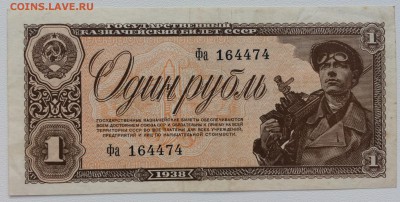 COINS.LAVE.RU
ГОСУДАРСТВЕННЫЙ
КАЗНАЧЕЙСКИЙ БИЛЕТ СССР
Фа 164474
1
Один рубль
ГОСУДАРСТВЕННЫЕ КАЗНАЧЕЙСКИЕ БИЛЕТЫ ОБЕСПЕЧИВАЮТСЯ
ВСЕМ ДОСТОЯНИЕМ СОЮЗА ССР И ОБЯЗАТЕЛЬНЫ К ПРИЕМУ НА ВСЕЙ
ТЕРРИТОРИИ СССР ВО ВСЕ ПЛАТЕЖИ ДЛЯ ВСЕХ УЧРЕЖДЕНИЙ,
ПРЕДПРИЯТИЙ И ЛИЦ ПО НАРИЦАТЕЛЬНОЙ СТОИМОСТИ.
1
Фа 164474
1938